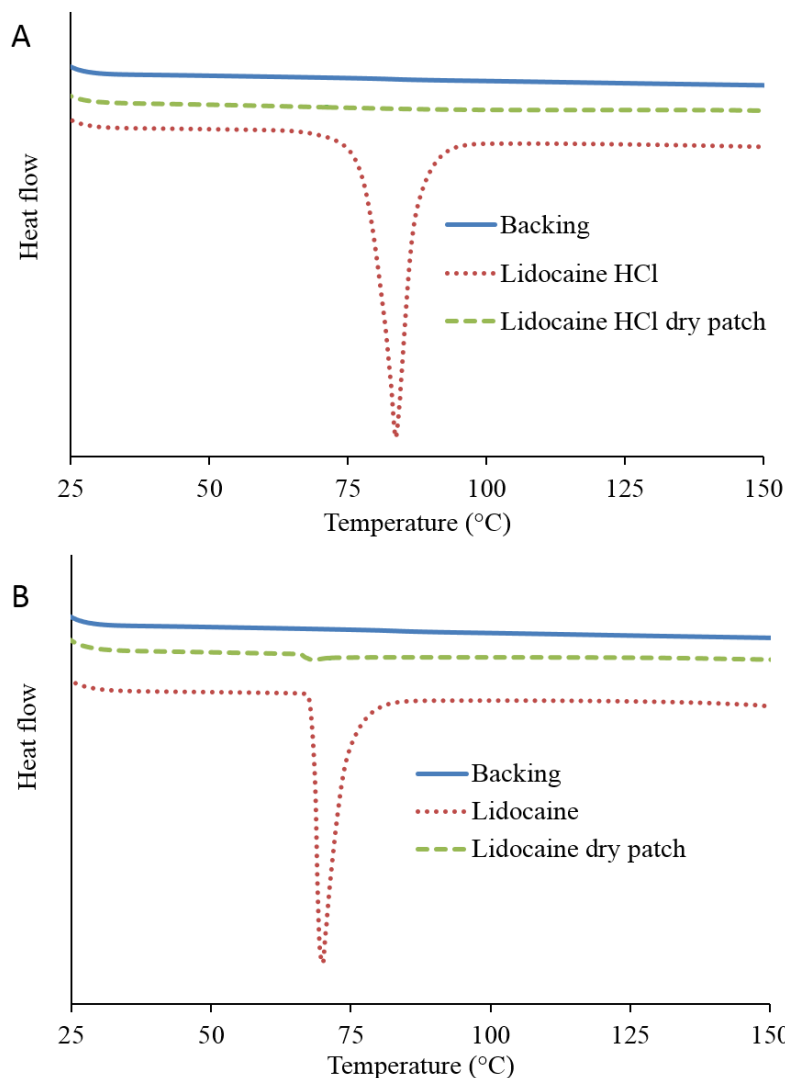 A
Heat flow
Backing
Lidocaine HCl
Lidocaine HCl dry patch
25 50 75 100 125 150
Temperature (°C)
B
Heat flow
Backing
Lidocaine
Lidocaine dry patch
25 50 75 100 125 150
Temperature (°C)